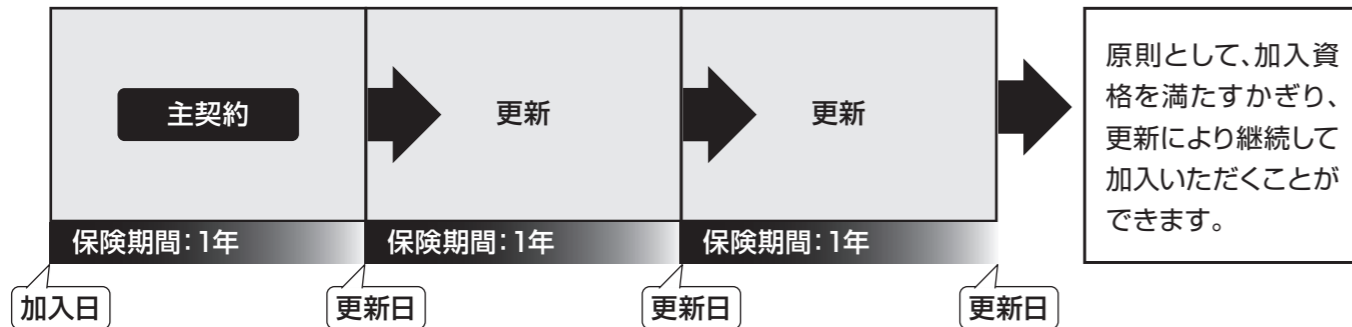 主契約
更新
更新
原則として、加入資
格を満たすかぎり、
更新により継続して
加入いただくことが
できます。
保険期間：1年
保険期間：1年
保険期間：1年
加入日
更新日
更新日
更新日